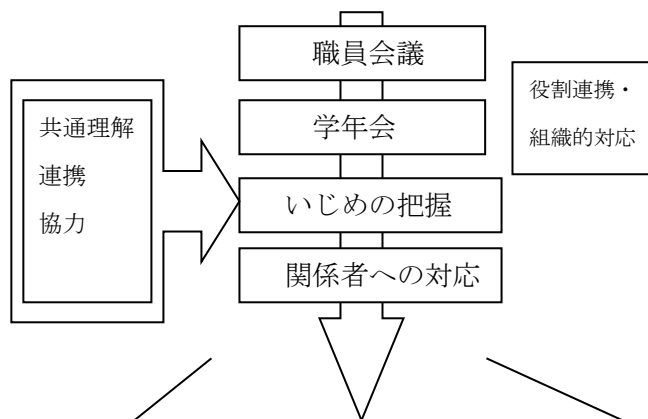 職員会議
学年会
いじめの把握
関係者への対応
共通理解
連携
協力
役割連携・
組織的対応